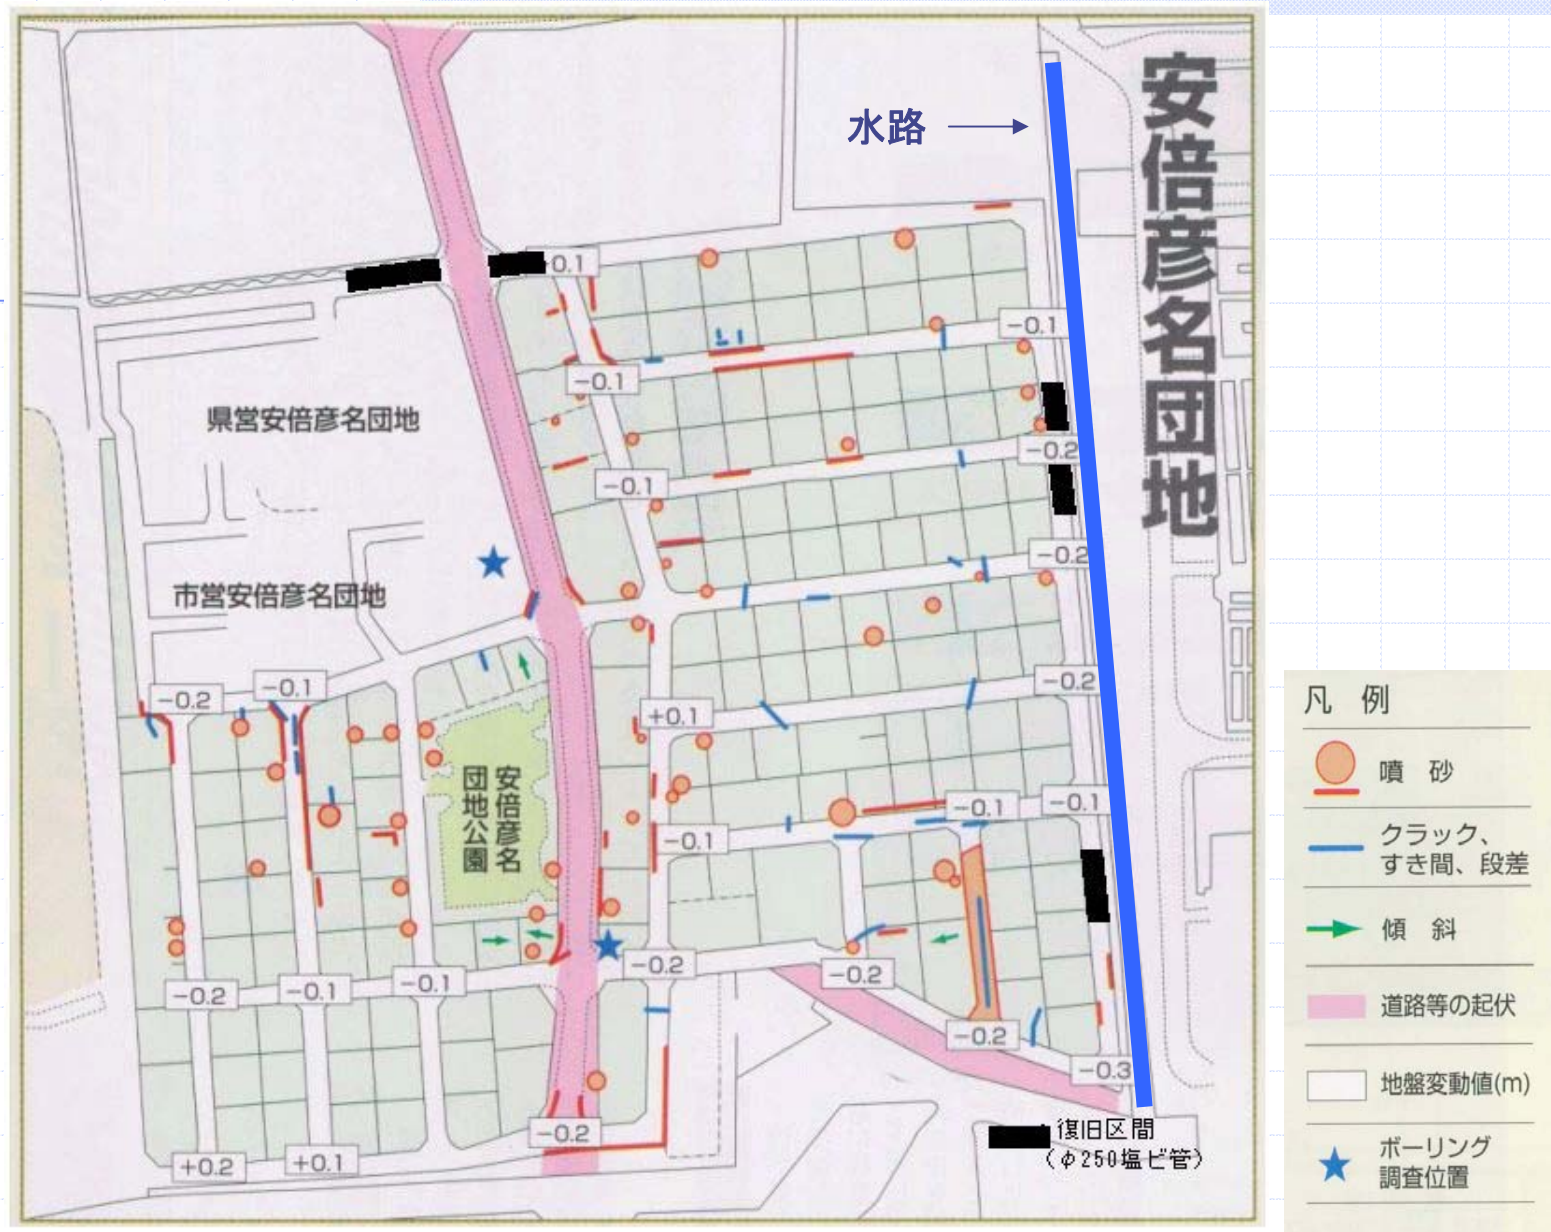 安倍彦名団地
水路
0.1
−0.1
−0.1
県営安倍彦名団地
−0.2
−0.1
−0.2
市営安倍彦名団地
−0.2
−0.1
−0.2
+0.1
安倍彦名
団地公園
−0.1
−0.1
−0.1
−0.2
−0.2
−0.1
−0.1
−0.2
−0.2
−0.3
−0.2
+0.2
+0.1
復旧区間
(φ250塩ビ管)
凡 例
噴 砂
クラック、
すき間、段差
傾 斜
道路等の起伏
地盤変動値(m)
ボーリング
調査位置